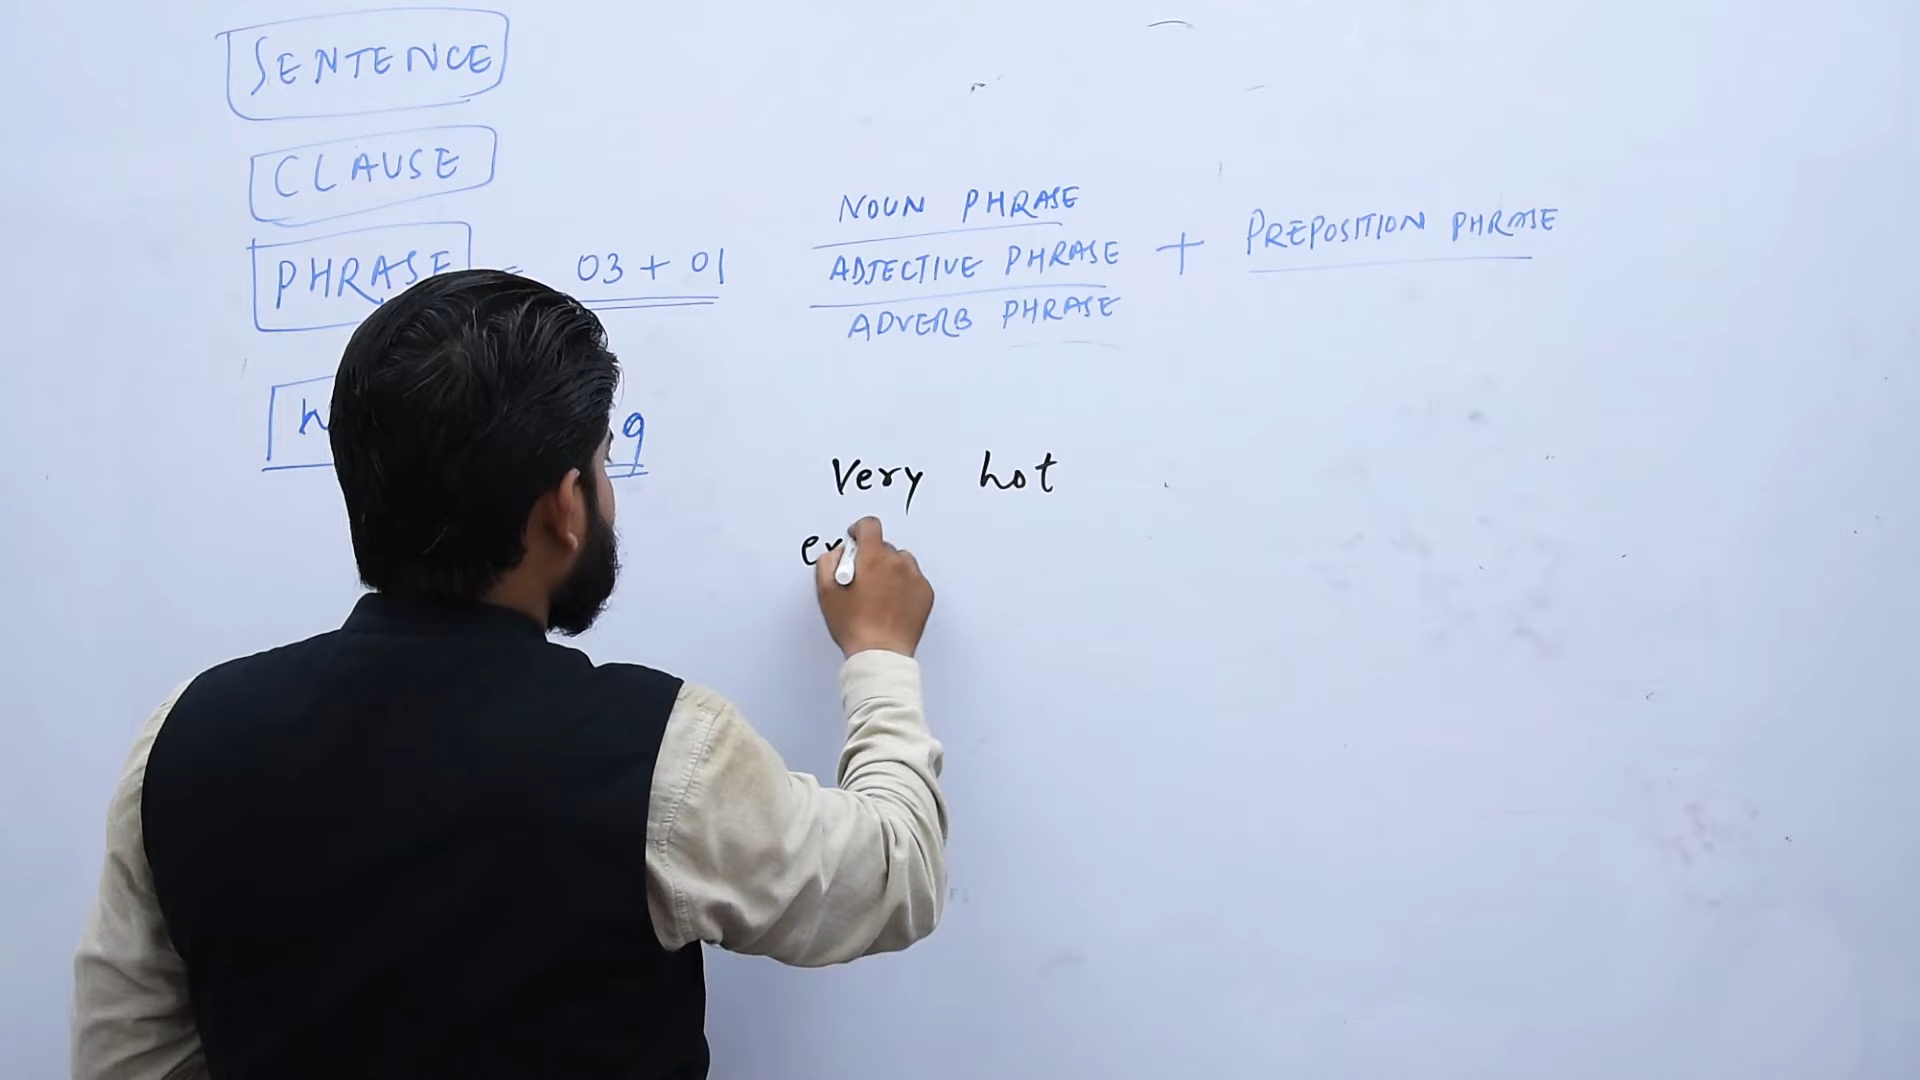 SENTENCE
CLAUSE
PHRASE = 03 + 01
NOUN PHRASE
ADJECTIVE PHRASE + PREPOSITION PHRASE
ADVERB PHRASE
Very hot